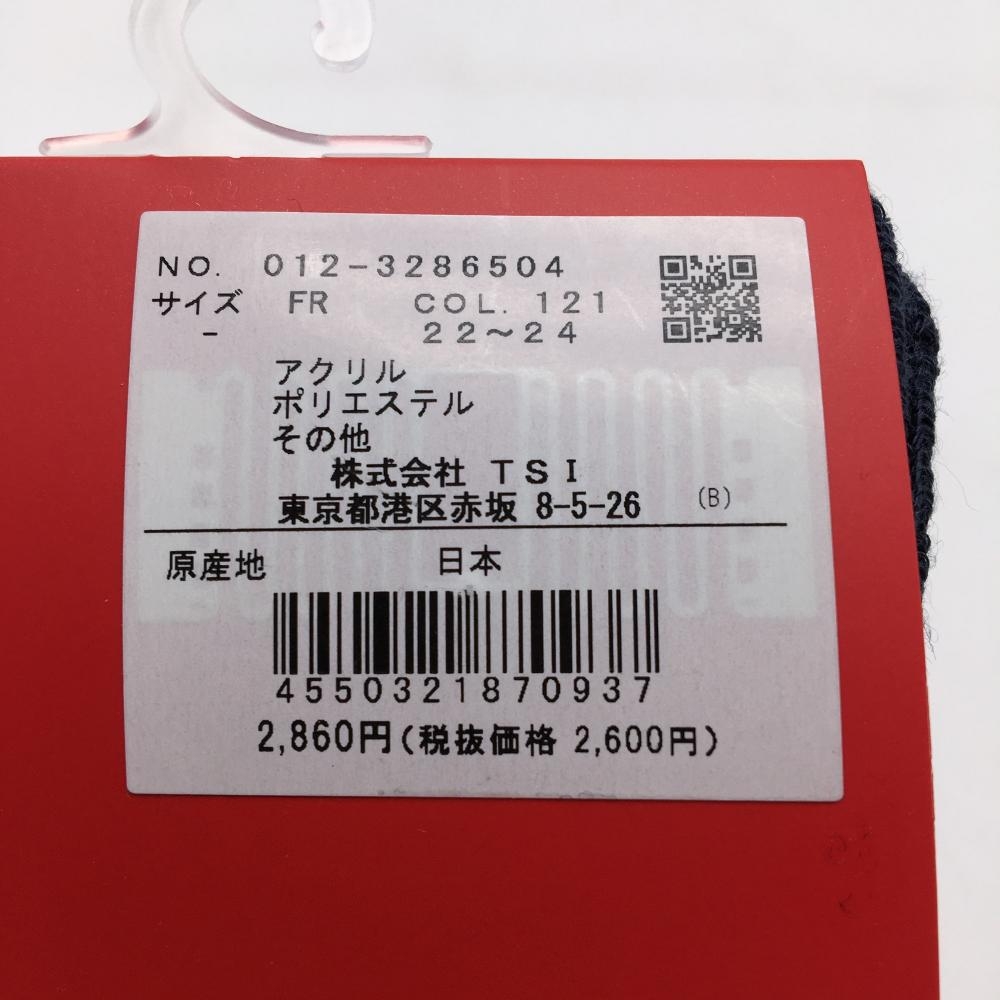 NO. 012-3286504
サイズ FR COL. 121
- 22～24
アクリル
ポリエステル
その他
株式会社 TSI
東京都港区赤坂 8-5-26 (B)
原産地 日本
4550321870937
2,860円(税抜価格 2,600円)